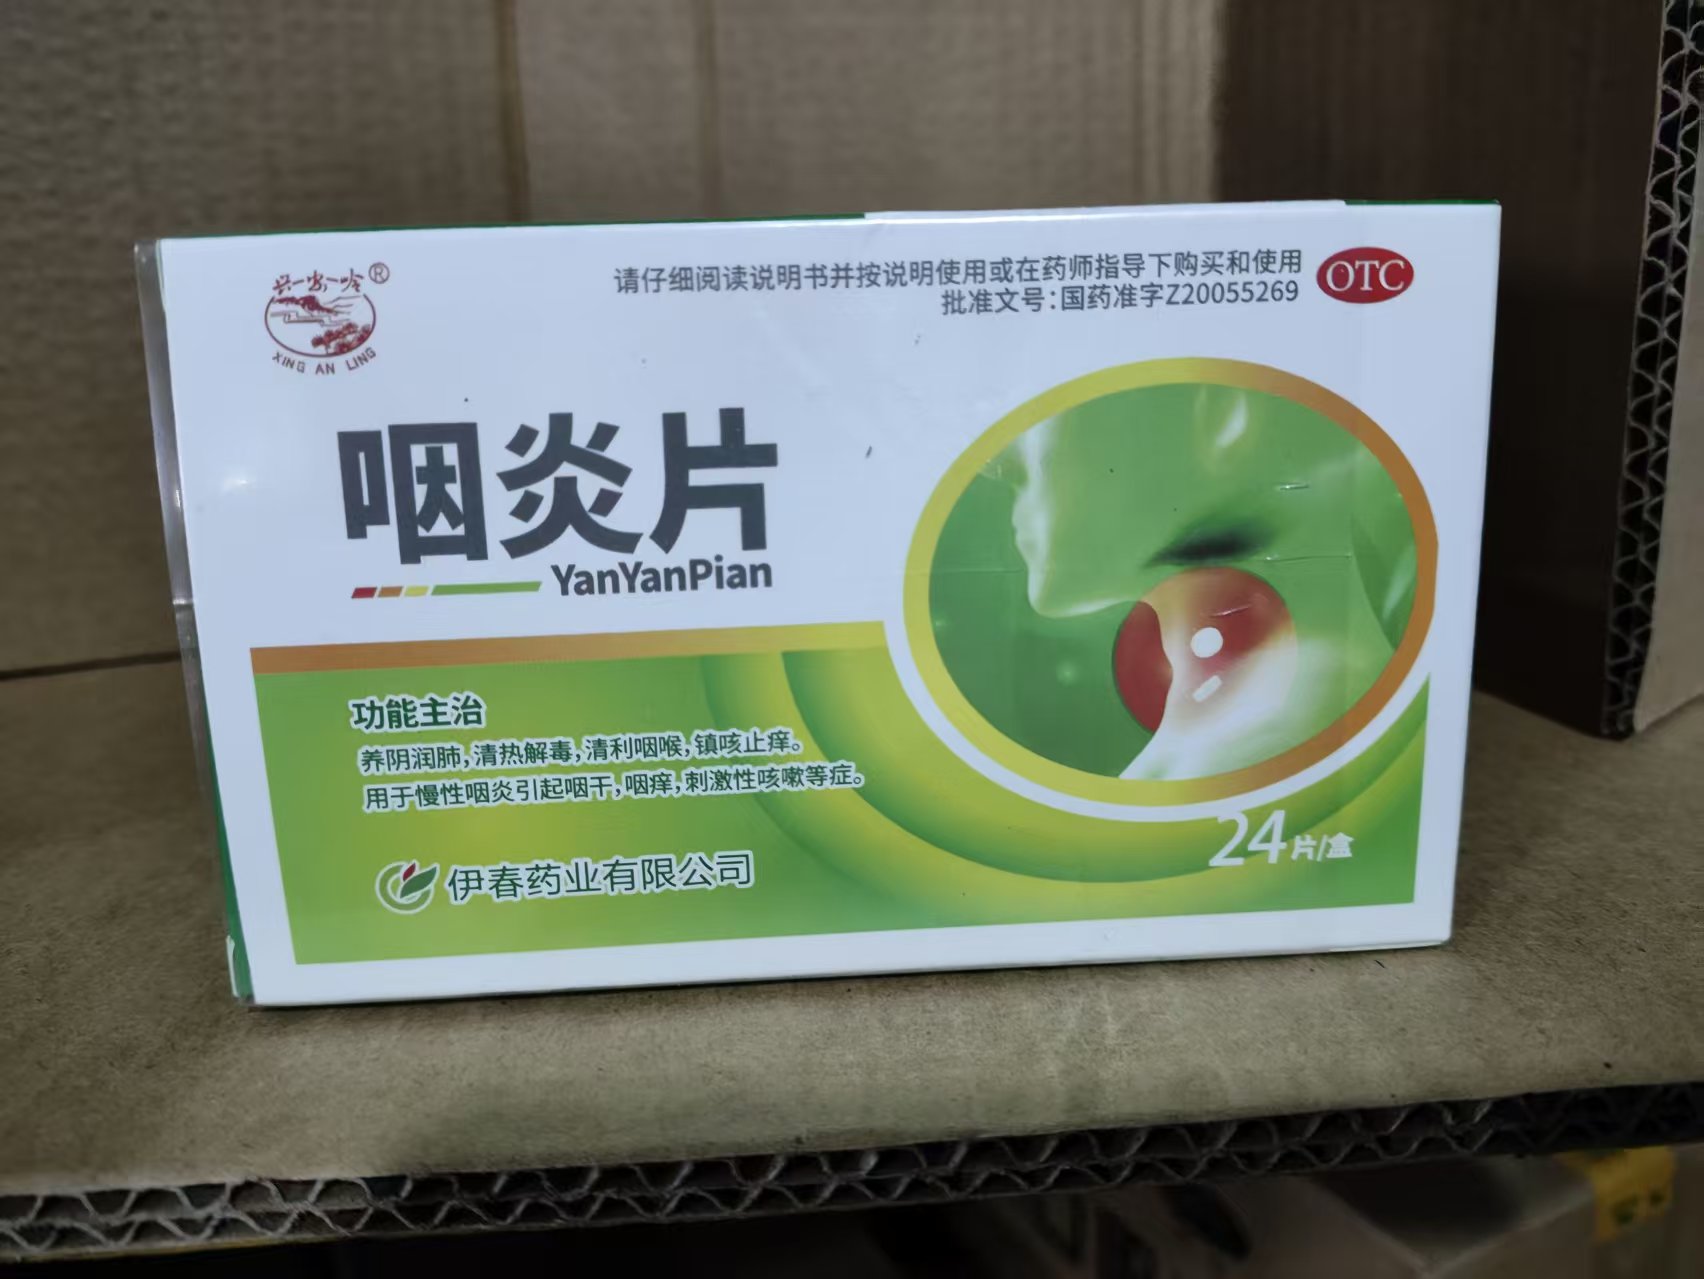 请仔细阅读说明书并按说明使用或在药师指导下购买和使用
批准文号:国药准字Z20055269
OTC
®
XING AN LING
咽炎片
YanYanPian
功能主治
养阴润肺,清热解毒,清利咽喉,镇咳止痒。
用于慢性咽炎引起咽干,咽痒,刺激性咳嗽等症。
24片/盒
伊春药业有限公司